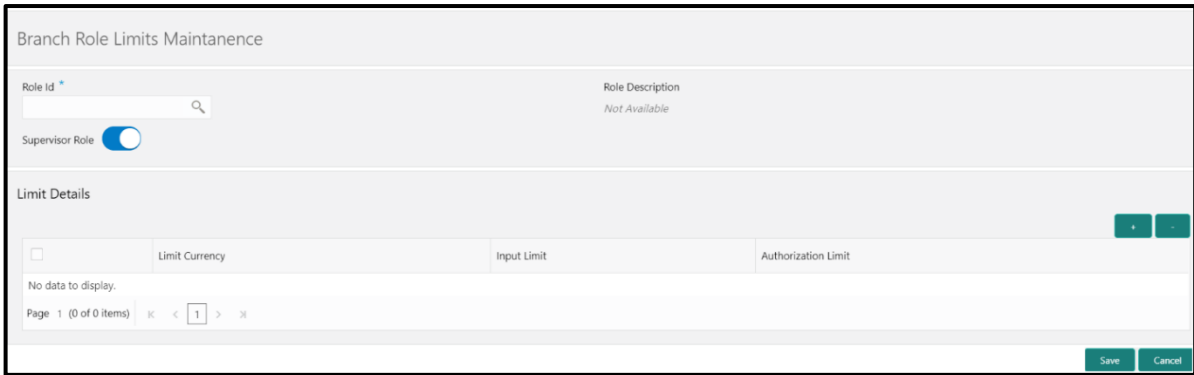 Branch Role Limits Maintanence
Role Id *
Role Description
Not Available
Supervisor Role
Limit Details
+ -
Limit Currency Input Limit Authorization Limit
No data to display.
Page 1 (0 of 0 items) K < 1 > >|
Save Cancel